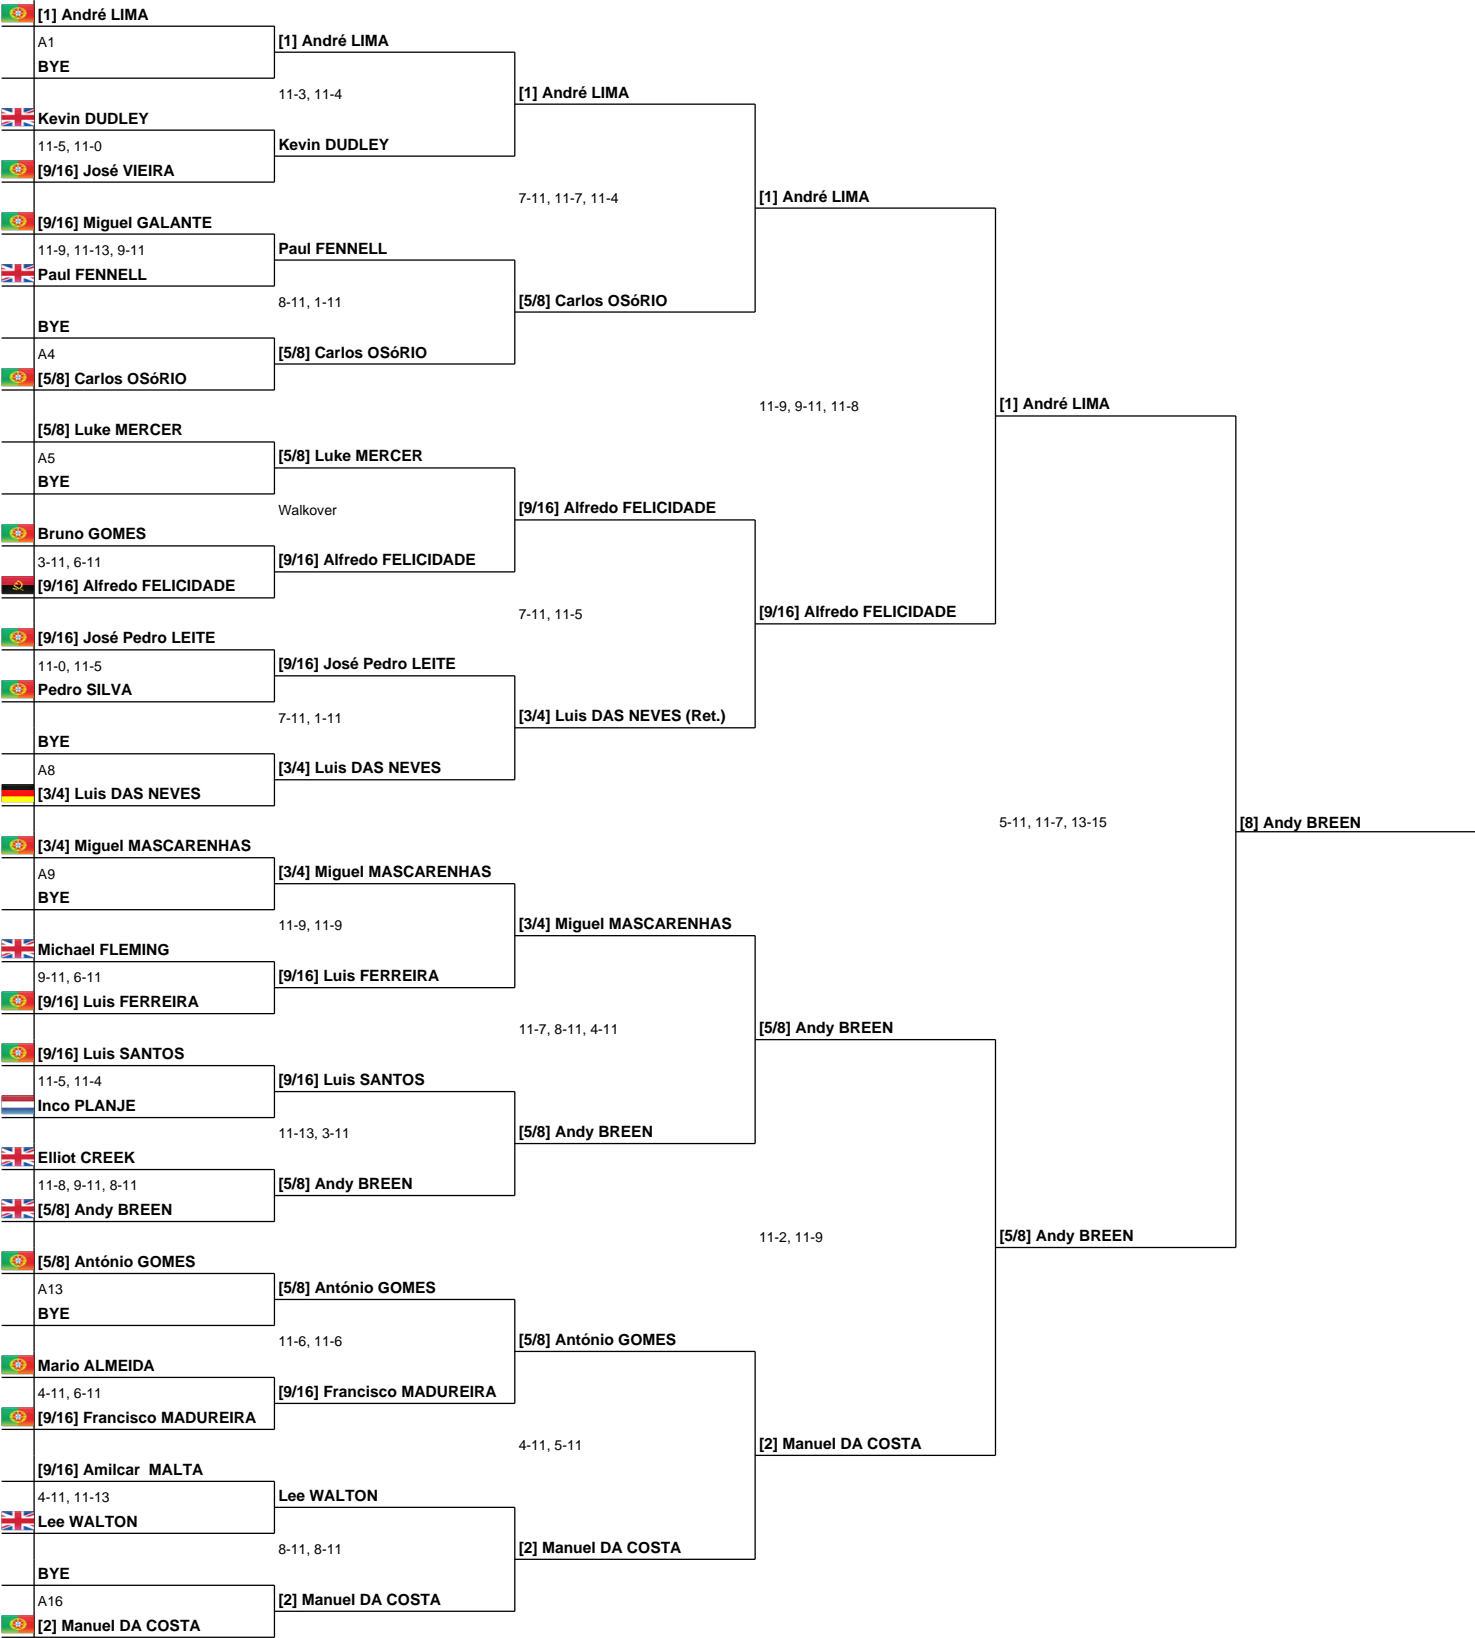 [1] André LIMA
A1
BYE
Kevin DUDLEY
11-5, 11-0
[9/16] José VIEIRA
[9/16] Miguel GALANTE
11-9, 11-13, 9-11
Paul FENNELL
BYE
A4
[5/8] Carlos OSóRIO
[5/8] Luke MERCER
A5
BYE
Bruno GOMES
3-11, 6-11
[9/16] Alfredo FELICIDADE
[9/16] José Pedro LEITE
11-0, 11-5
Pedro SILVA
BYE
A8
[3/4] Luis DAS NEVES
[3/4] Miguel MASCARENHAS
A9
BYE
Michael FLEMING
9-11, 6-11
[9/16] Luis FERREIRA
[9/16] Luis SANTOS
11-5, 11-4
Inco PLANJE
Elliot CREEK
11-8, 9-11, 8-11
[5/8] Andy BREEN
[5/8] António GOMES
A13
BYE
Mario ALMEIDA
4-11, 6-11
[9/16] Francisco MADUREIRA
[9/16] Amilcar  MALTA
4-11, 11-13
Lee WALTON
BYE
A16
[2] Manuel DA COSTA
[1] André LIMA
11-3, 11-4
Kevin DUDLEY
Paul FENNELL
8-11, 1-11
[5/8] Carlos OSóRIO
[5/8] Luke MERCER
Walkover
[9/16] Alfredo FELICIDADE
[9/16] José Pedro LEITE
7-11, 1-11
[3/4] Luis DAS NEVES
[3/4] Miguel MASCARENHAS
11-9, 11-9
[9/16] Luis FERREIRA
[9/16] Luis SANTOS
11-13, 3-11
[5/8] Andy BREEN
[5/8] António GOMES
11-6, 11-6
[9/16] Francisco MADUREIRA
Lee WALTON
8-11, 8-11
[2] Manuel DA COSTA
[1] André LIMA
7-11, 11-7, 11-4
[5/8] Carlos OSóRIO
[9/16] Alfredo FELICIDADE
7-11, 11-5
[3/4] Luis DAS NEVES (Ret.)
[3/4] Miguel MASCARENHAS
11-7, 8-11, 4-11
[5/8] Andy BREEN
[5/8] António GOMES
4-11, 5-11
[2] Manuel DA COSTA
[1] André LIMA
11-9, 9-11, 11-8
[9/16] Alfredo FELICIDADE
[5/8] Andy BREEN
11-2, 11-9
[2] Manuel DA COSTA
[1] André LIMA
5-11, 11-7, 13-15
[5/8] Andy BREEN
[8] Andy BREEN